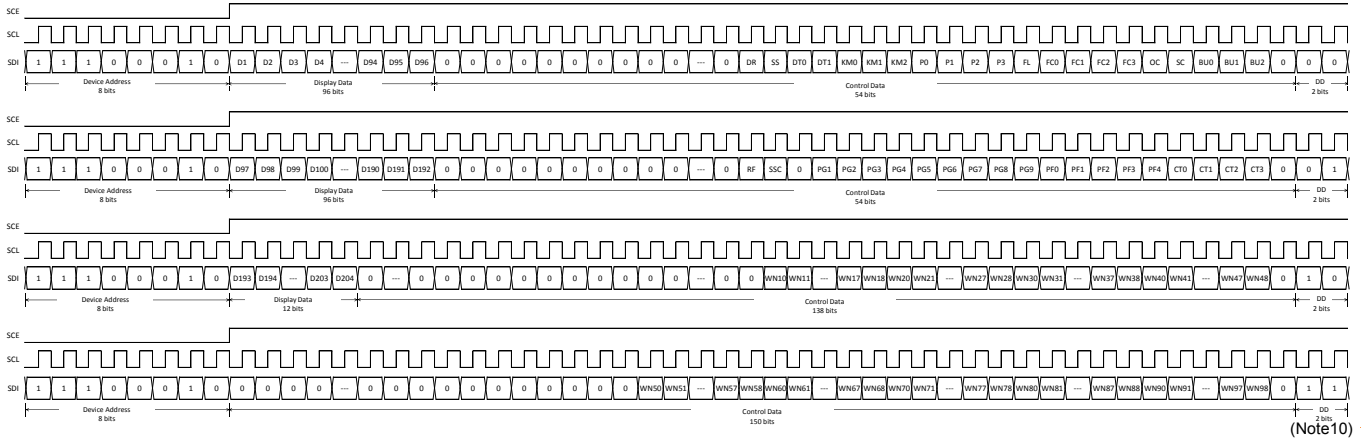 SCE
SCL
SDI 1 1 1 0 0 0 1 0 D1 D2 D3 D4 --- D94 D95 D96 0 0 0 0 0 0 0 0 0 0 --- 0 DR SS DT0 DT1 KM0 KM1 KM2 P0 P1 P2 P3 FL FC0 FC1 FC2 FC3 OC SC BU0 BU1 BU2 0 0 0
Device Address Display Data Control Data DD
8 bits 96 bits 54 bits 2 bits
SCE
SCL
SDI 1 1 1 0 0 0 1 0 D97 D98 D99 D100 --- D190 D191 D192 0 0 0 0 0 0 0 0 0 0 --- 0 RF SSC 0 PG1 PG2 PG3 PG4 PG5 PG6 PG7 PG8 PG9 PF0 PF1 PF2 PF3 PF4 CT0 CT1 CT2 CT3 0 0 1
Device Address Display Data Control Data DD
8 bits 96 bits 54 bits 2 bits
SCE
SCL
SDI 1 1 1 0 0 0 1 0 D193 D194 --- D203 D204 0 --- 0 0 0 0 0 0 0 0 0 0 0 --- 0 0 WN10 WN11 --- WN17 WN18 WN20 WN21 --- WN27 WN28 WN30 WN31 --- WN37 WN38 WN40 WN41 --- WN47 WN48 0 1 0
Device Address Display Data Control Data DD
8 bits 12 bits 138 bits 2 bits
SCE
SCL
SDI 1 1 1 0 0 0 1 0 0 0 0 0 --- 0 0 0 0 0 0 0 0 0 0 0 WN50 WN51 --- WN57 WN58 WN60 WN61 --- WN67 WN68 WN70 WN71 --- WN77 WN78 WN80 WN81 --- WN87 WN88 WN90 WN91 --- WN97 WN98 0 1 1
Device Address Control Data DD
8 bits 150 bits 2 bits
(Note10)